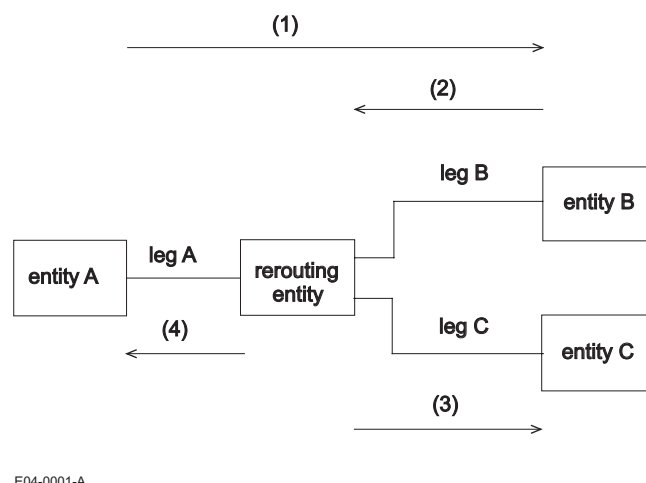 (1)
(2)
leg B
entity B
leg A
entity A
rerouting
entity
(4)
leg C
entity C
(3)
E04-0001-A